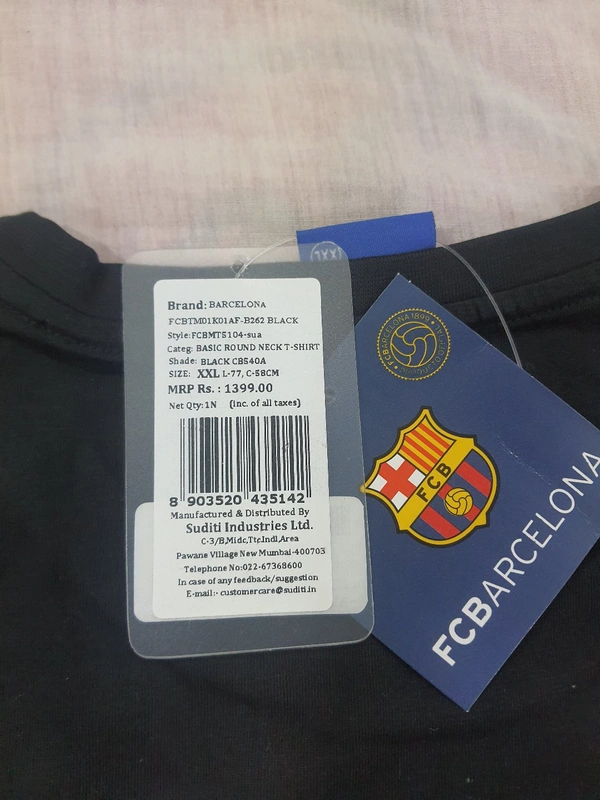 XXL
Brand: BARCELONA
FCBTM01K01AF-B262 BLACK
Style:FCBMTS104-sua
Categ: BASIC ROUND NECK T-SHIRT
Shade: BLACK CB540A
SIZE: XXL L-77, C-58CM
MRP Rs. : 1399.00
Net Qty:1N (inc. of all taxes)
8 903520 435142
Manufactured & Distributed By
Suditi Industries Ltd.
C-3/B,Midc,Ttc,Indl,Area
Pawane Village New Mumbai-400703
Telephone No:022-67368600
In case of any feedback/suggestion
E-mail:- customercare@suditi.in
FCBARCELONA 1899
OFFICIAL
FCB
FCBARCELONA